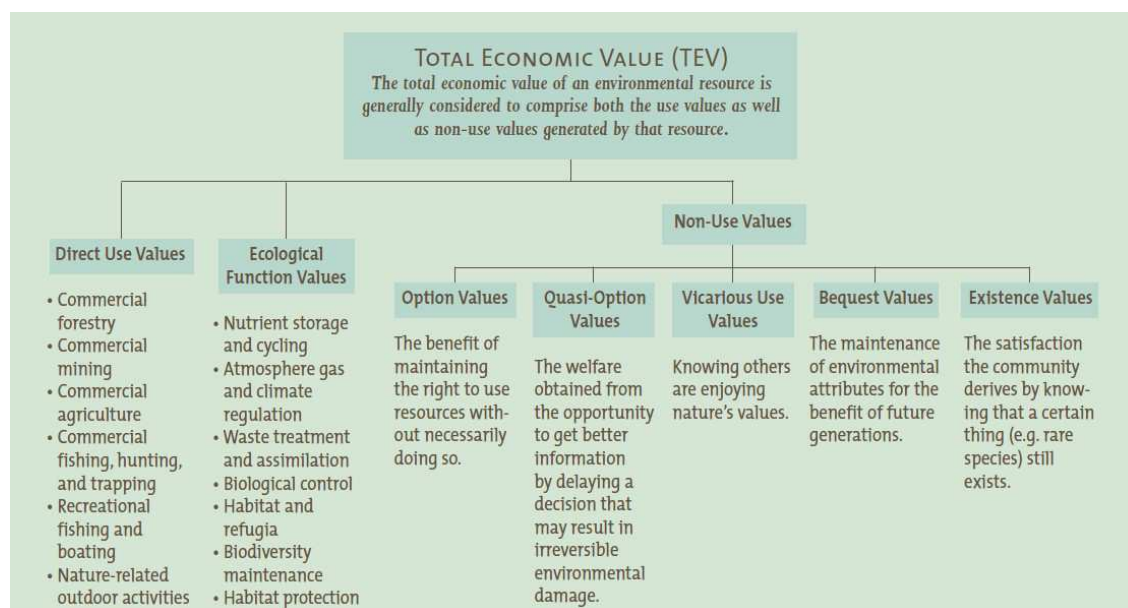 TOTAL ECONOMIC VALUE (TEV)
The total economic value of an environmental resource is
generally considered to comprise both the use values as well
as non-use values generated by that resource.
Non-Use Values
Direct Use Values
• Commercial
forestry
• Commercial
mining
• Commercial
agriculture
• Commercial
fishing, hunting,
and trapping
• Recreational
fishing and
boating
• Nature-related
outdoor activities
Ecological
Function Values
• Nutrient storage
and cycling
• Atmosphere gas
and climate
regulation
• Waste treatment
and assimilation
• Biological control
• Habitat and
refugia
• Biodiversity
maintenance
• Habitat protection
Option Values
The benefit of
maintaining
the right to use
resources with-
out necessarily
doing so.
Quasi-Option
Values
The welfare
obtained from
the opportunity
to get better
information
by delaying a
decision that
may result in
irreversible
environmental
damage.
Vicarious Use
Values
Knowing others
are enjoying
nature's values.
Bequest Values
The maintenance
of environmental
attributes for the
benefit of future
generations.
Existence Values
The satisfaction
the community
derives by know-
ing that a certain
thing (e.g. rare
species) still
exists.